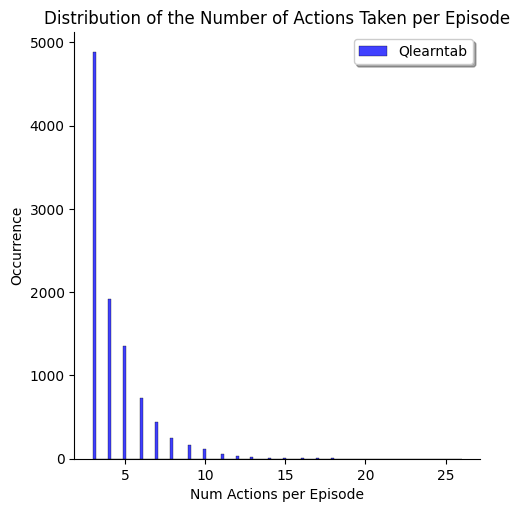 Distribution of the Number of Actions Taken per Episode
Qlearntab
5000
4000
3000
2000
1000
0
Occurrence
5 10 15 20 25
Num Actions per Episode